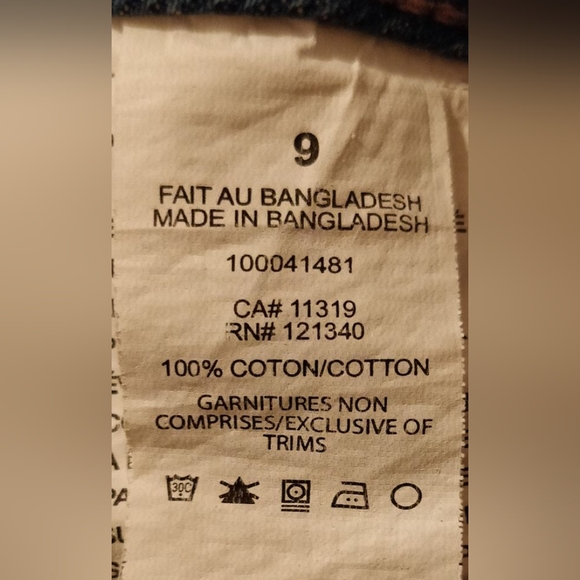 9
FAIT AU BANGLADESH
MADE IN BANGLADESH
100041481
CA# 11319
RN# 121340
100% COTON/COTTON
GARNITURES NON
COMPRISES/EXCLUSIVE OF
TRIMS
30C